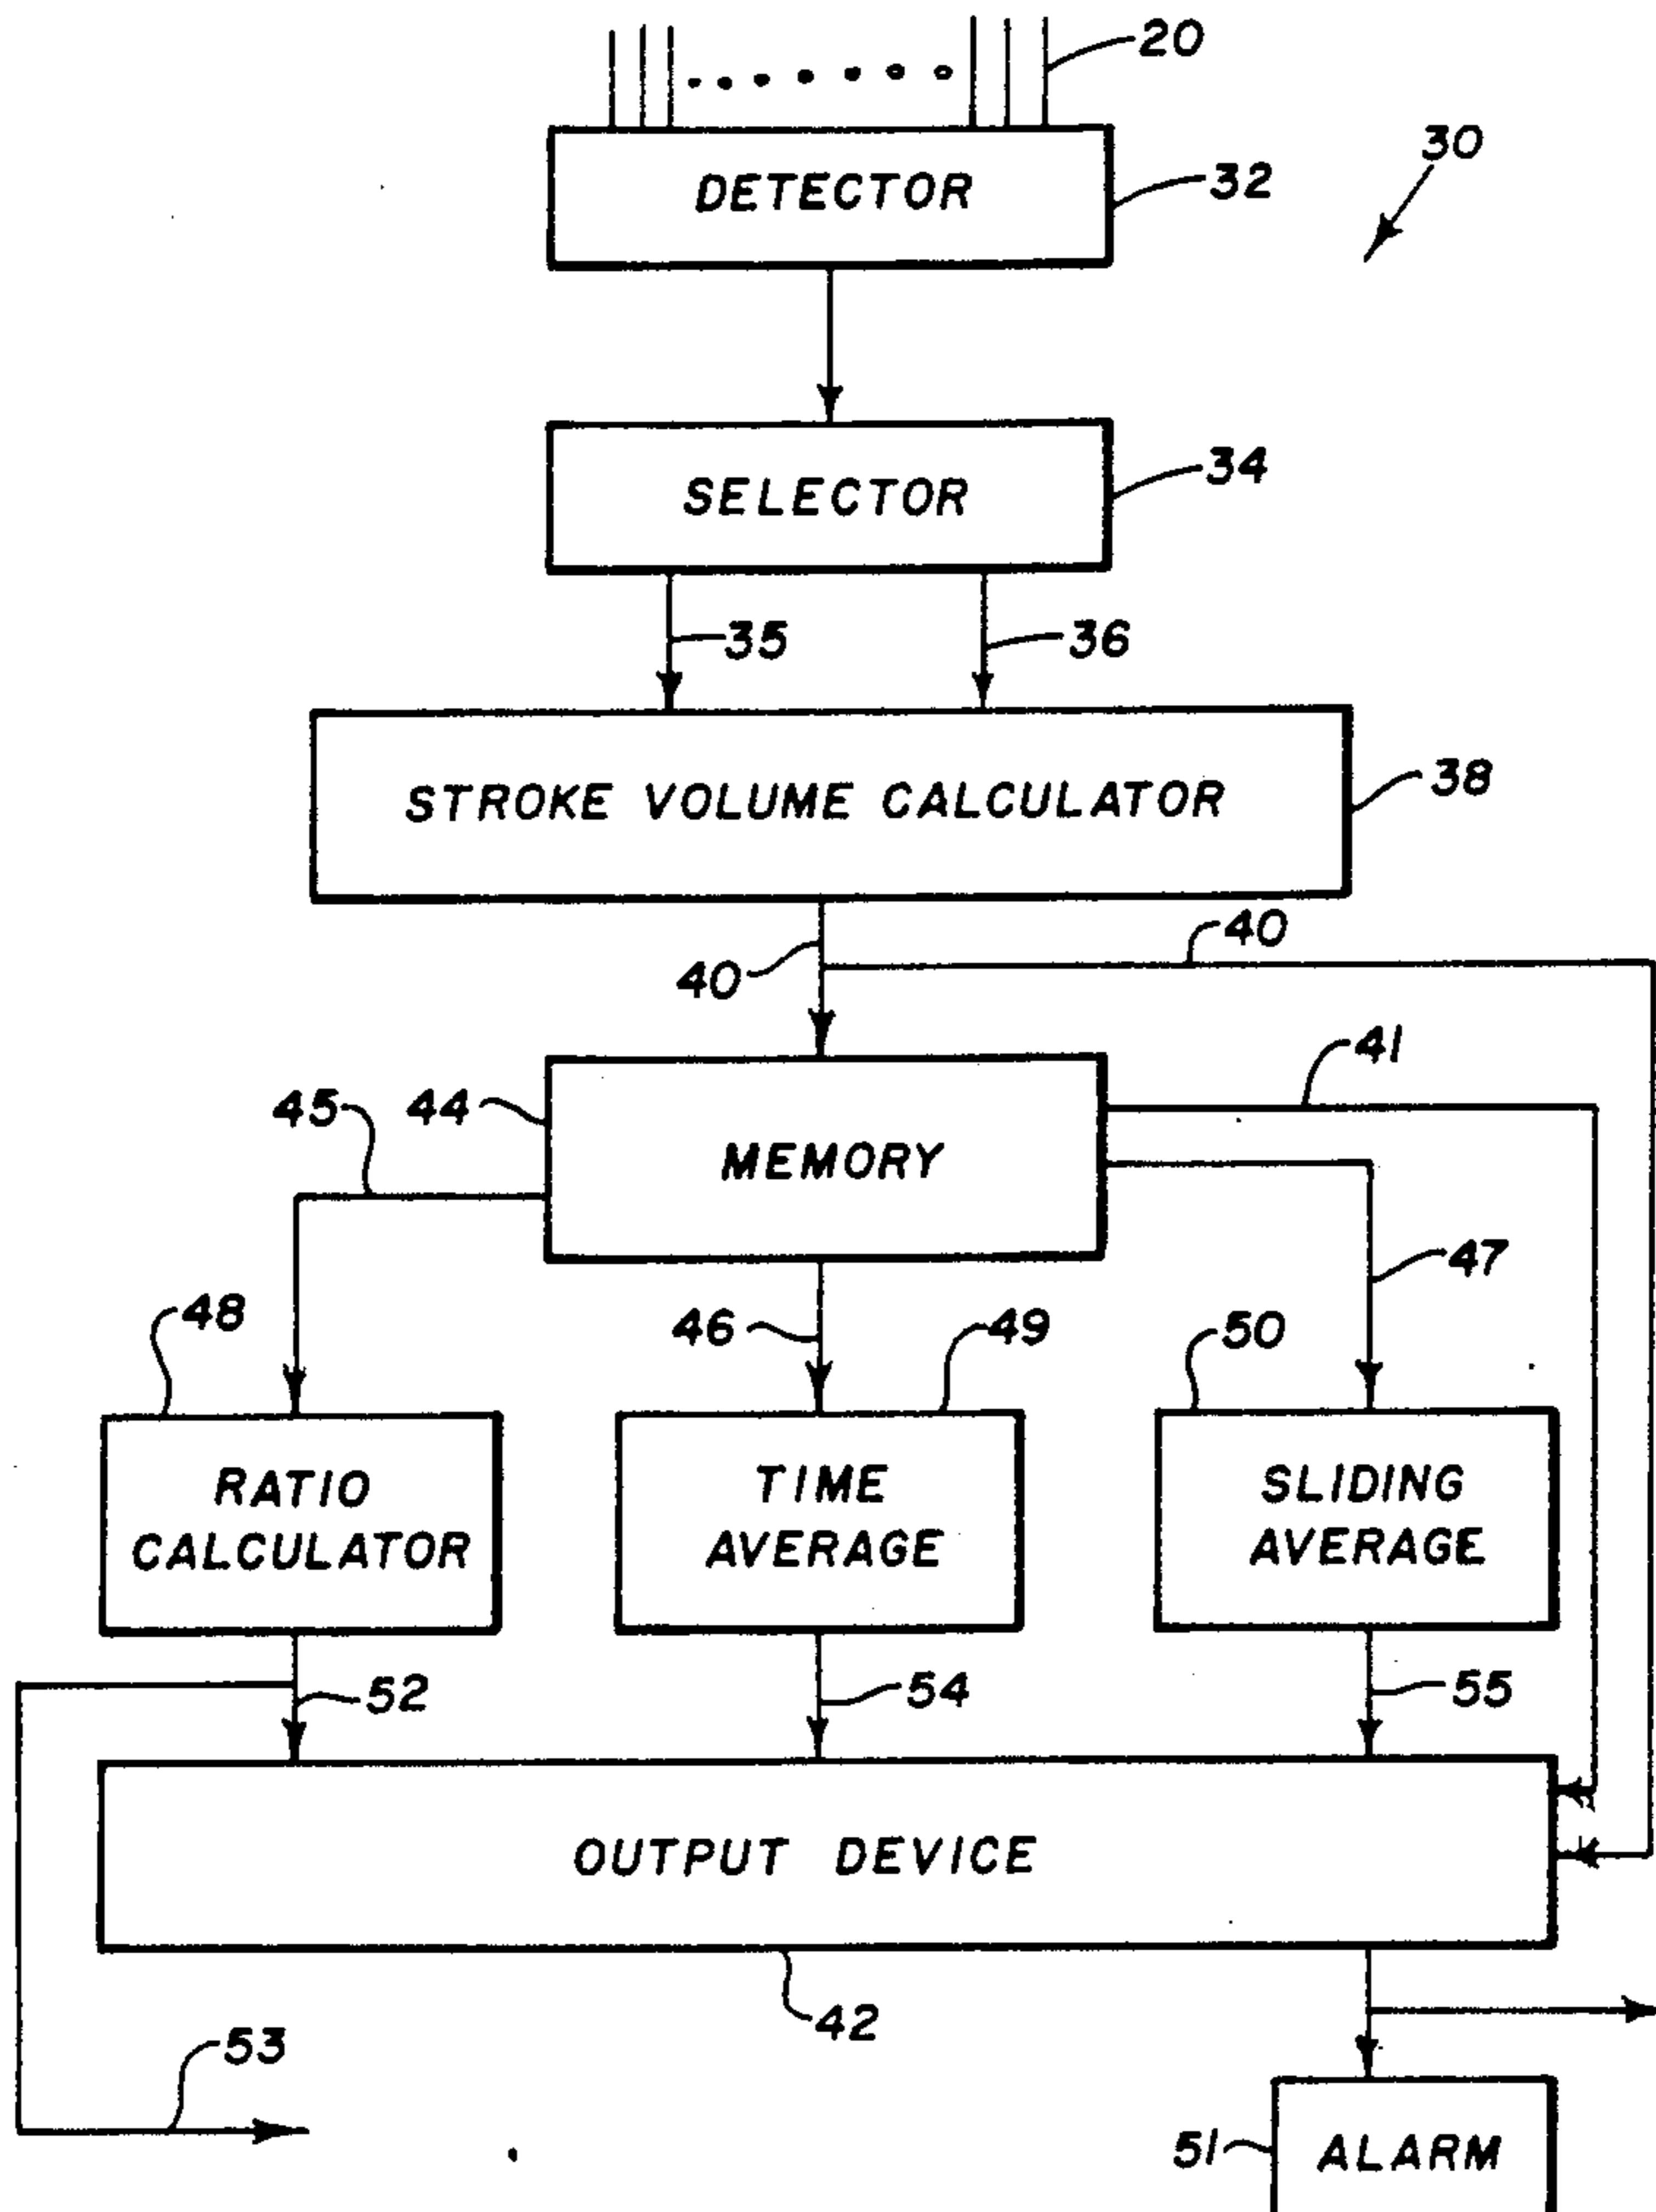 20
30
DETECTOR
32
SELECTOR
34
35
36
STROKE VOLUME CALCULATOR
38
40
40
41
45
44
MEMORY
47
48
46
49
50
RATIO
CALCULATOR
TIME
AVERAGE
SLIDING
AVERAGE
52
54
55
OUTPUT DEVICE
42
53
51
ALARM